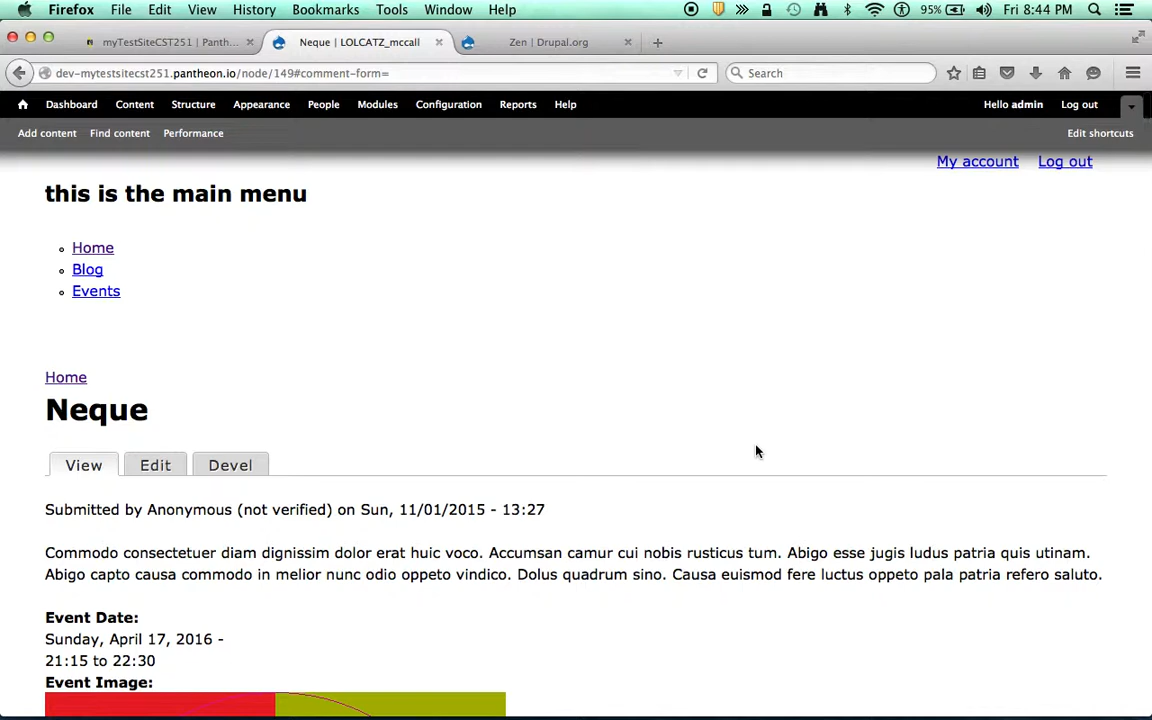 Firefox File Edit View History Bookmarks Tools Window Help 95% Fri 8:44 PM
myTestSiteCST251 | Panth... Neque | LOLCATZ_mccall Zen | Drupal.org
dev-mytestsitecst251.pantheon.io/node/149#comment-form= Search
Dashboard Content Structure Appearance People Modules Configuration Reports Help Hello admin Log out
Add content Find content Performance Edit shortcuts
My account Log out
this is the main menu
Home
Blog
Events
Home
Neque
View Edit Devel
Submitted by Anonymous (not verified) on Sun, 11/01/2015 - 13:27
Commodo consectetuer diam dignissim dolor erat huic voco. Accumsan camur cui nobis rusticus tum. Abigo esse jugis ludus patria quis utinam.
Abigo capto causa commodo in melior nunc odio oppeto vindico. Dolus quadrum sino. Causa euismod fere luctus oppeto pala patria refero saluto.
Event Date:
Sunday, April 17, 2016 -
21:15 to 22:30
Event Image: